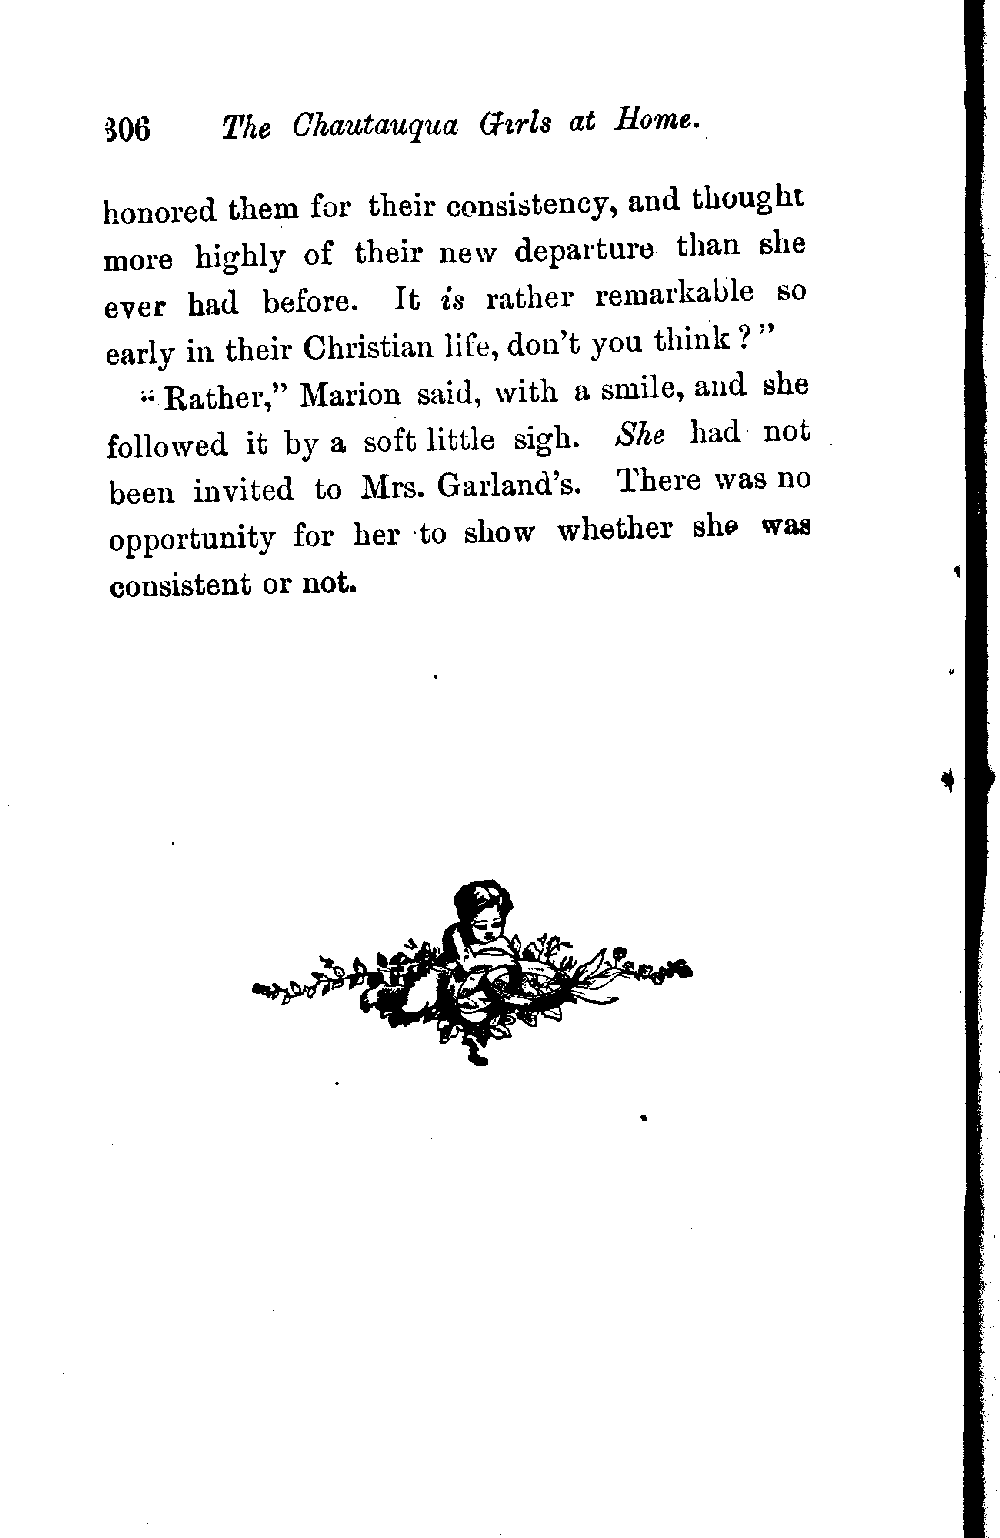 306 The Chautauqua Girls at Home.
honored them for their consistency, and thought
more highly of their new departure than she
ever had before. It is rather remarkable so
early in their Christian life, don't you think?"
"Rather," Marion said, with a smile, and she
followed it by a soft little sigh. She had not
been invited to Mrs. Garland's. There was no
opportunity for her to show whether she was
consistent or not.